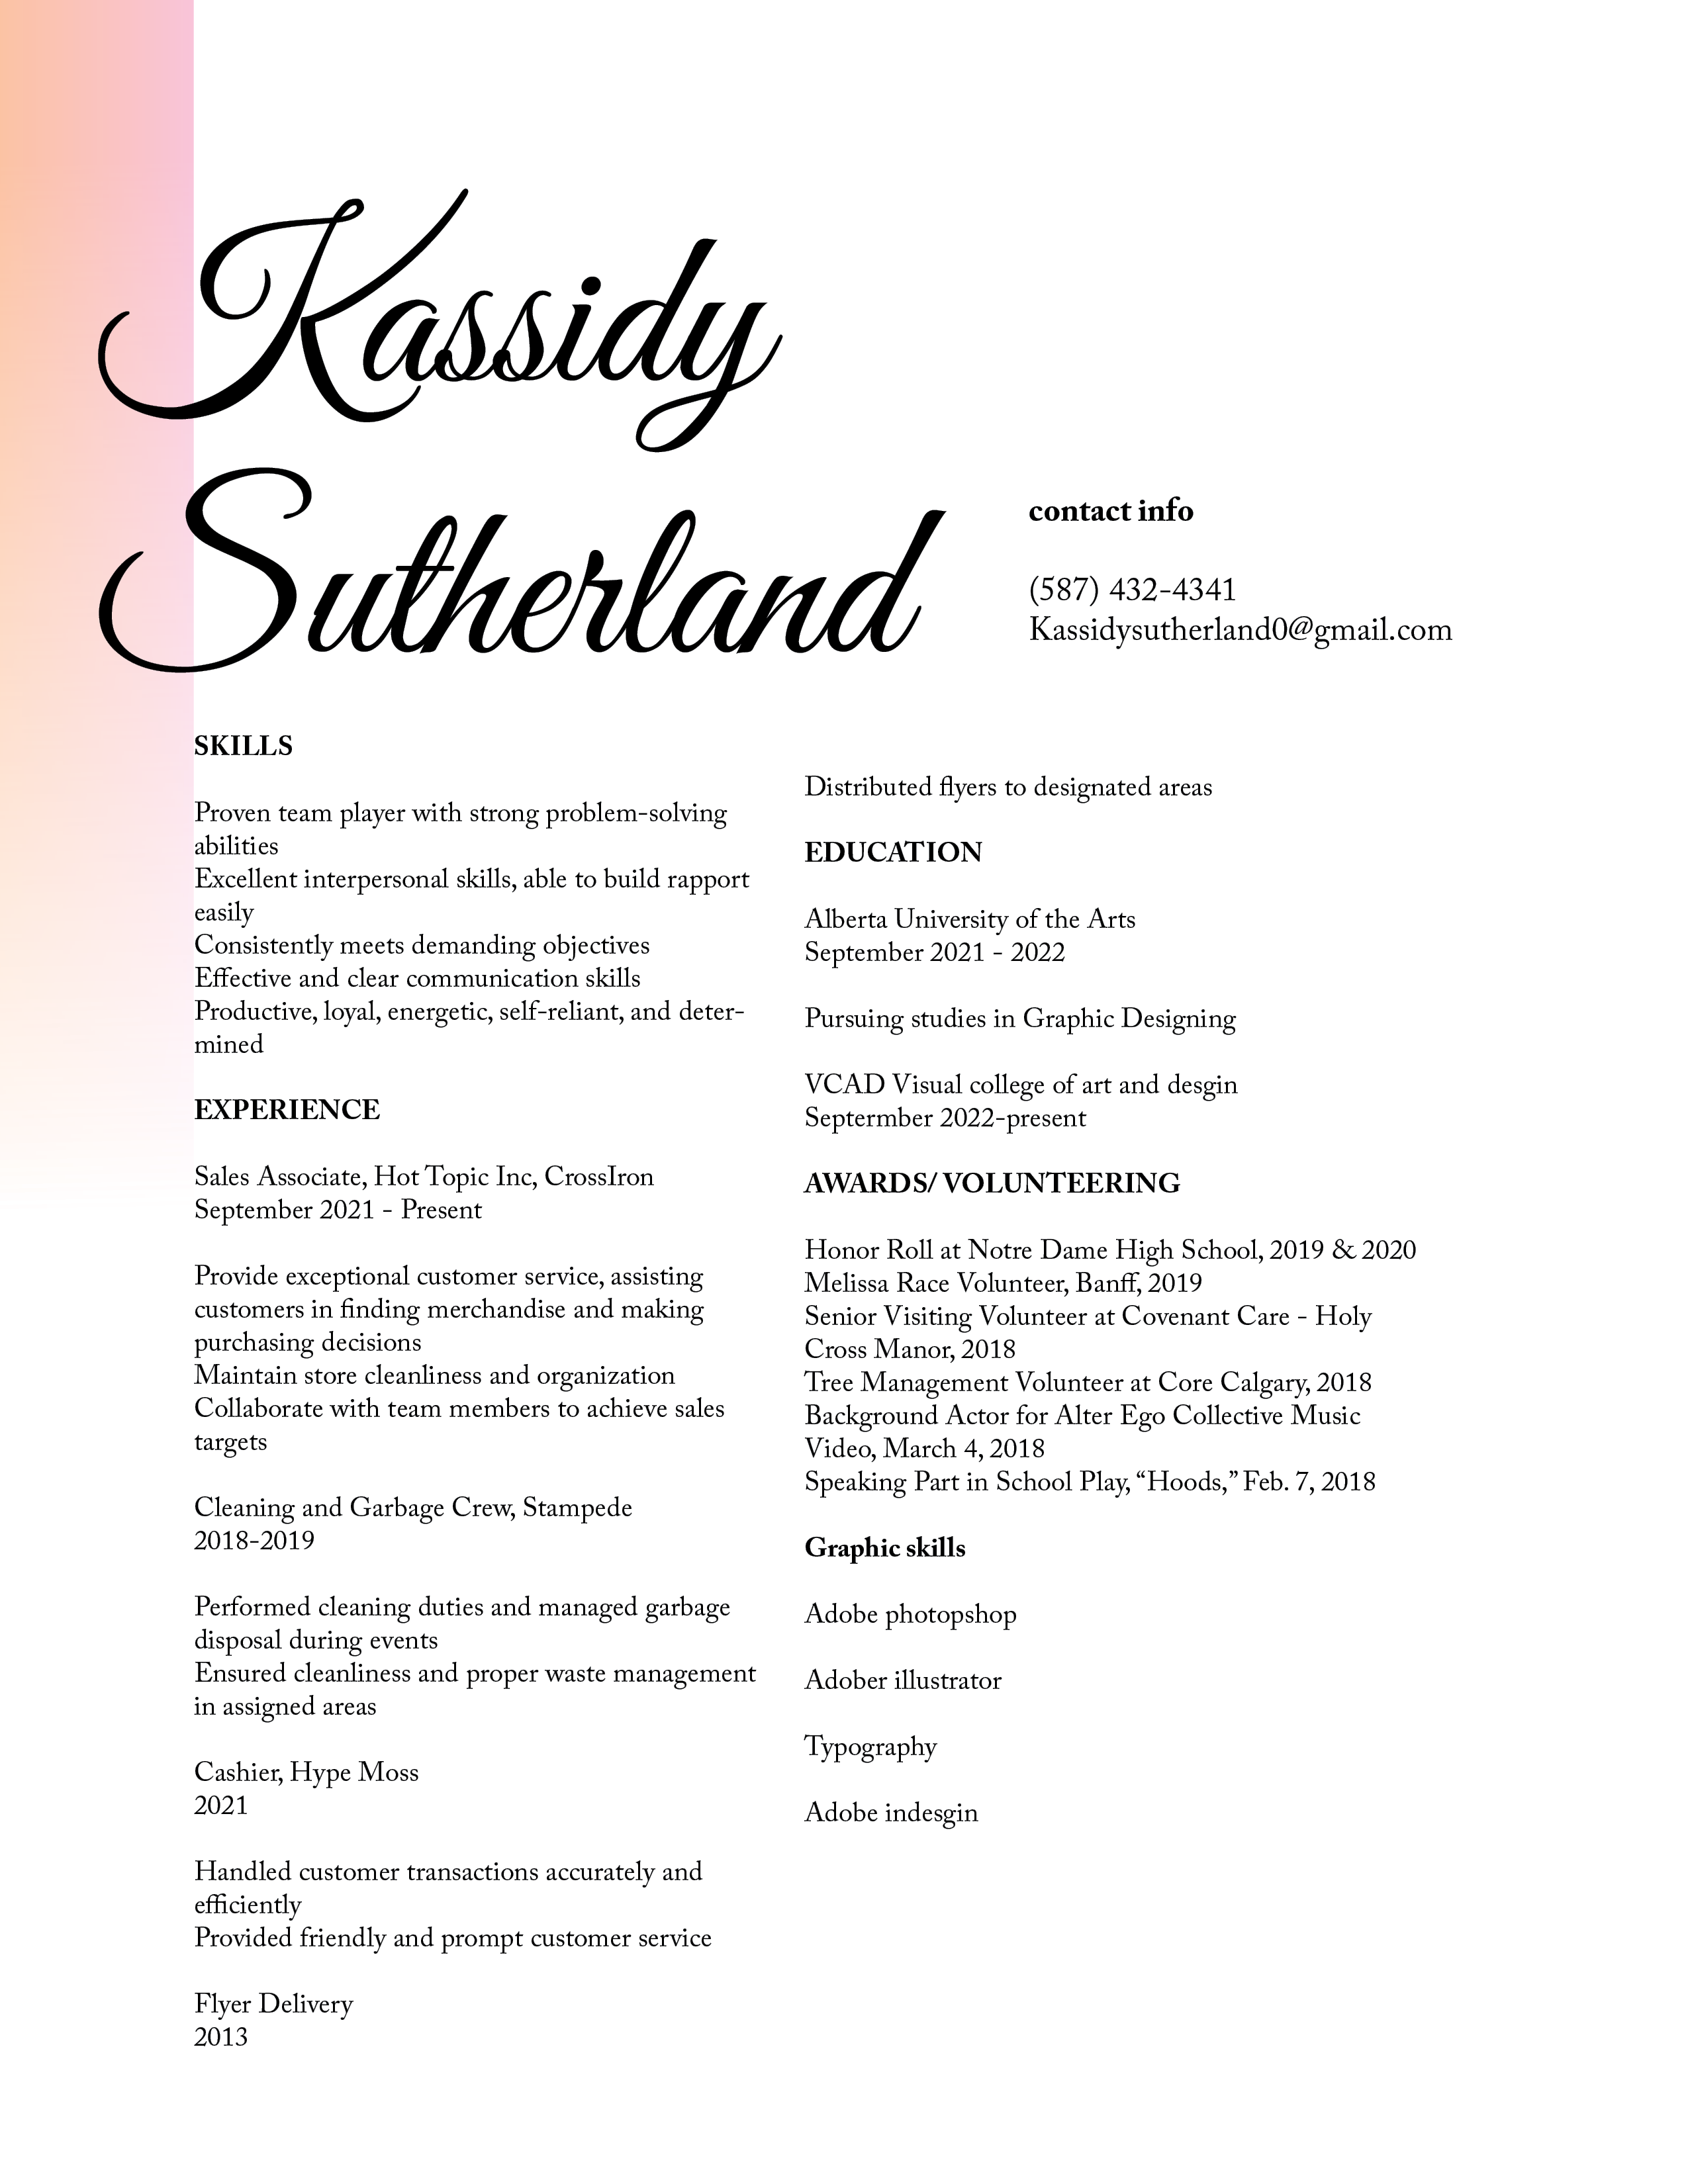 Kassidy
Sutherland
contact info
(587) 432-4341
Kassidysutherland0@gmail.com
SKILLS
Proven team player with strong problem-solving
abilities
Excellent interpersonal skills, able to build rapport
easily
Consistently meets demanding objectives
Effective and clear communication skills
Productive, loyal, energetic, self-reliant, and deter-
mined
EXPERIENCE
Sales Associate, Hot Topic Inc, CrossIron
September 2021 - Present
Provide exceptional customer service, assisting
customers in finding merchandise and making
purchasing decisions
Maintain store cleanliness and organization
Collaborate with team members to achieve sales
targets
Cleaning and Garbage Crew, Stampede
2018-2019
Performed cleaning duties and managed garbage
disposal during events
Ensured cleanliness and proper waste management
in assigned areas
Cashier, Hype Moss
2021
Handled customer transactions accurately and
efficiently
Provided friendly and prompt customer service
Flyer Delivery
2013
Distributed flyers to designated areas
EDUCATION
Alberta University of the Arts
September 2021 - 2022
Pursuing studies in Graphic Designing
VCAD Visual college of art and desgin
Septermber 2022-present
AWARDS/ VOLUNTEERING
Honor Roll at Notre Dame High School, 2019 & 2020
Melissa Race Volunteer, Banff, 2019
Senior Visiting Volunteer at Covenant Care - Holy
Cross Manor, 2018
Tree Management Volunteer at Core Calgary, 2018
Background Actor for Alter Ego Collective Music
Video, March 4, 2018
Speaking Part in School Play, “Hoods,” Feb. 7, 2018
Graphic skills
Adobe photopshop
Adober illustrator
Typography
Adobe indesgin